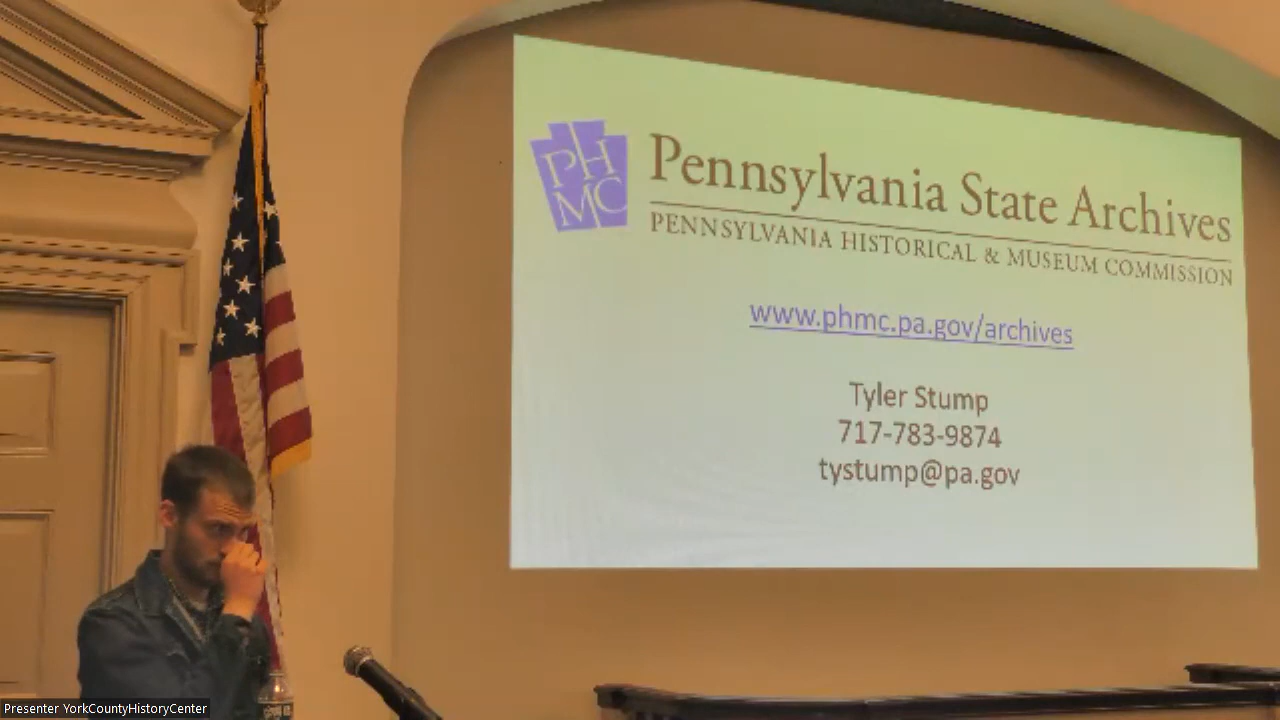 PH
MC
Pennsylvania State Archives
PENNSYLVANIA HISTORICAL & MUSEUM COMMISSION
www.phmc.pa.gov/archives
Tyler Stump
717-783-9874
tystump@pa.gov
Presenter YorkCountyHistoryCenter